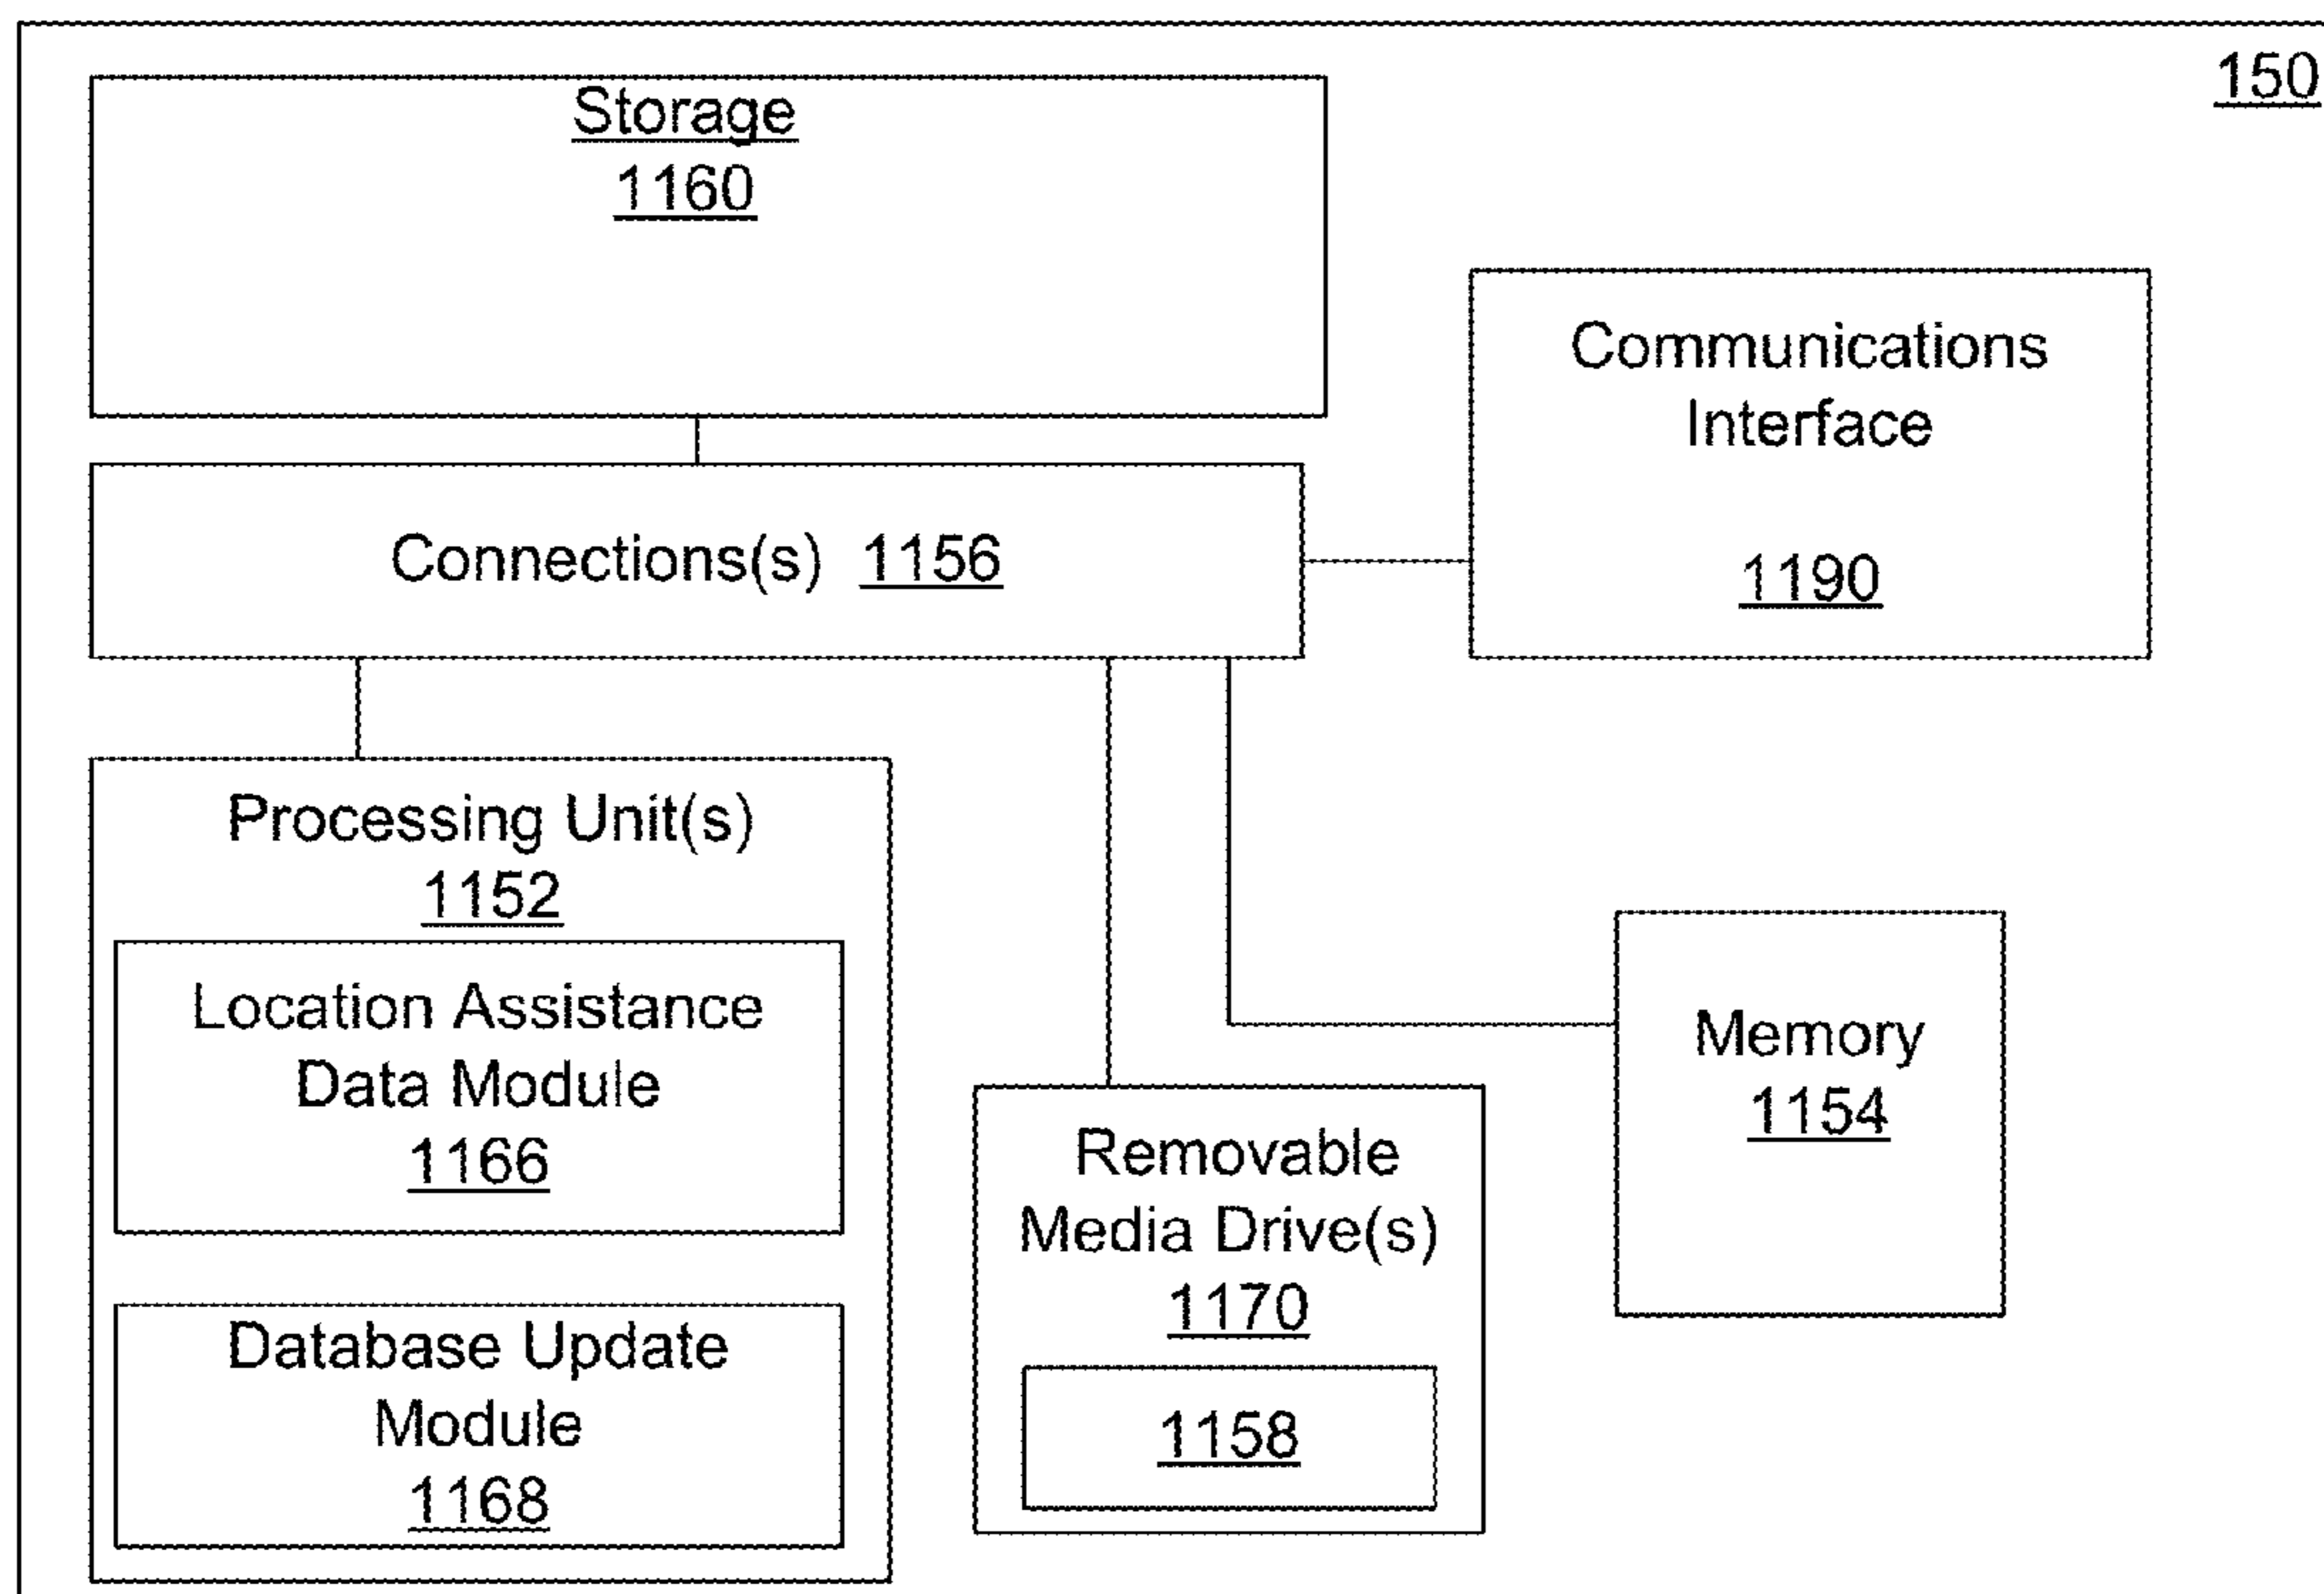 150
Storage
1160
Communications
Interface
1190
Connections(s) 1156
Processing Unit(s)
1152
Location Assistance
Data Module
1166
Database Update
Module
1168
Removable
Media Drive(s)
1170
1158
Memory
1154